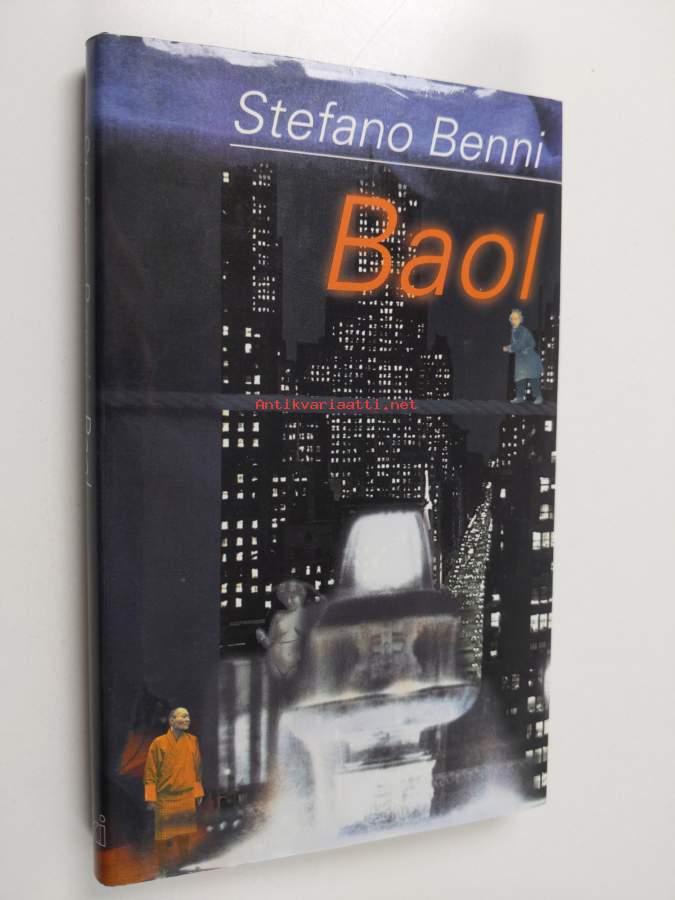 Stefano Benni
Baol
Antikvariaatti.net